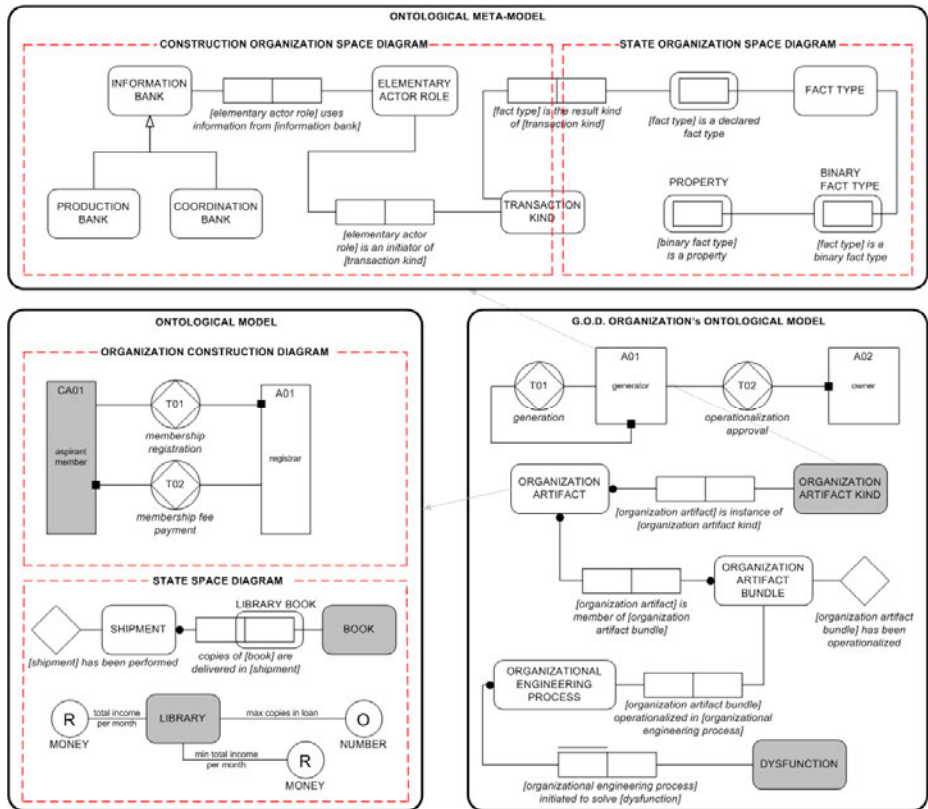 ONTOLOGICAL META-MODEL
CONSTRUCTION ORGANIZATION SPACE DIAGRAM
INFORMATION
BANK
[elementary actor role] uses
information from [information bank]
ELEMENTARY
ACTOR ROLE
PRODUCTION
BANK
COORDINATION
BANK
[elementary actor
role] is an initiator of
[transaction kind]
TRANSACTION
KIND
[fact type] is the result kind
of [transaction kind]
STATE ORGANIZATION SPACE DIAGRAM
[fact type] is a declared
fact type
FACT TYPE
PROPERTY
[binary fact type]
is a property
BINARY
FACT TYPE
[fact type] is a
binary fact type
ONTOLOGICAL MODEL
ORGANIZATION CONSTRUCTION DIAGRAM
CA01
aspirant
member
T01
membership
registration
T02
membership fee
payment
A01
registrar
STATE SPACE DIAGRAM
SHIPMENT
[shipment] has been performed
LIBRARY BOOK
copies of [book] are
delivered in [shipment]
BOOK
R
MONEY
total income
per month
LIBRARY
max copies in loan
O
NUMBER
min total income
per month
R
MONEY
G.O.D. ORGANIZATION's ONTOLOGICAL MODEL
T01
generation
A01
generator
T02
operationalization
approval
A02
owner
ORGANIZATION
ARTIFACT
[organization artifact] is instance of
[organization artifact kind]
ORGANIZATION
ARTIFACT KIND
[organization artifact] is
member of [organization
artifact bundle]
ORGANIZATION
ARTIFACT
BUNDLE
[organization artifact
bundle] has been
operationalized
ORGANIZATIONAL
ENGINEERING
PROCESS
[organization artifact bundle]
operationalized in [organizational
engineering process]
[organizational engineering process]
initiated to solve [dysfunction]
DYSFUNCTION